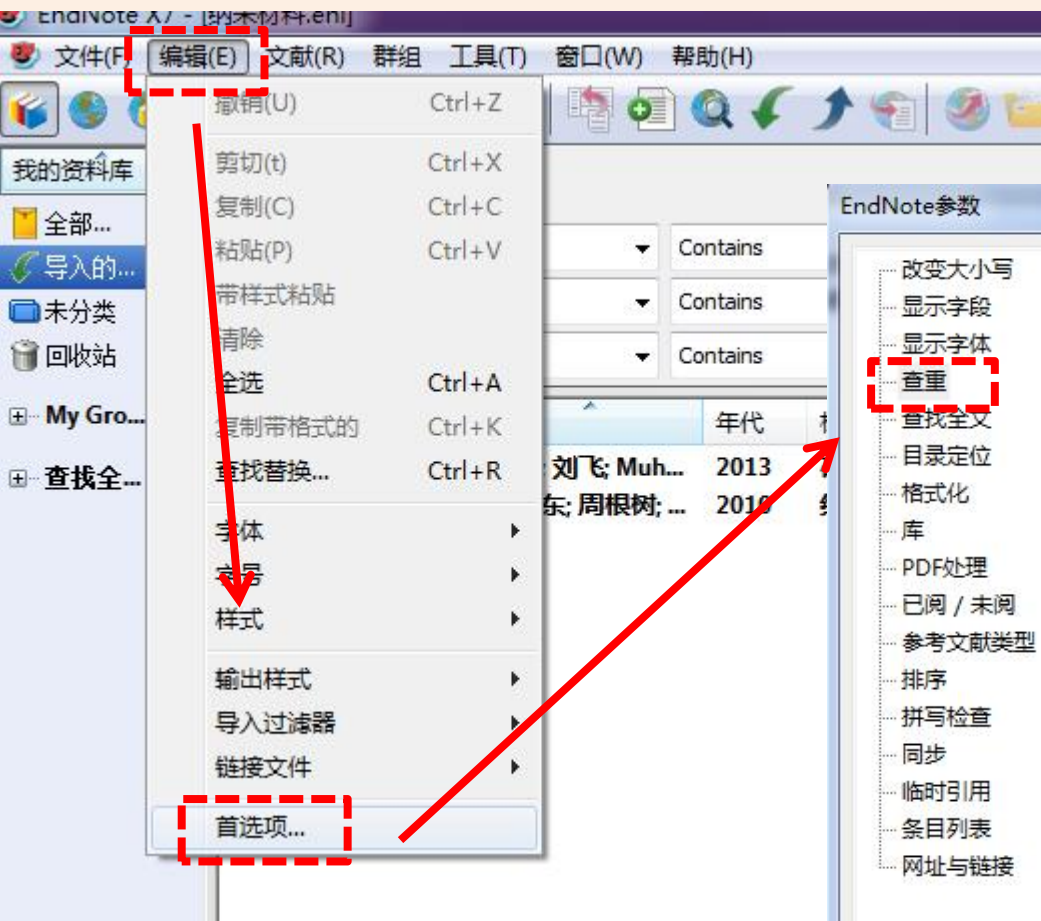 EndNote X7 - [纳米材料.enl]
文件(F) 编辑(E) 文献(R) 群组 工具(T) 窗口(W) 帮助(H)
撤销(U) Ctrl+Z
剪切(t) Ctrl+X
复制(C) Ctrl+C
粘贴(P) Ctrl+V
带样式粘贴
清除
全选 Ctrl+A
复制带格式的 Ctrl+K
查找替换... Ctrl+R
字体
字号
样式
输出样式
导入过滤器
链接文件
首选项...
我的资料库
全部...
导入的...
未分类
回收站
My Gro...
查找全...
Contains
Contains
Contains
年代
; 刘飞; Muh... 2013
东; 周根树; ... 2010
EndNote参数
改变大小写
显示字段
显示字体
查重
查找全文
目录定位
格式化
库
PDF处理
已阅 / 未阅
参考文献类型
排序
拼写检查
同步
临时引用
条目列表
网址与链接